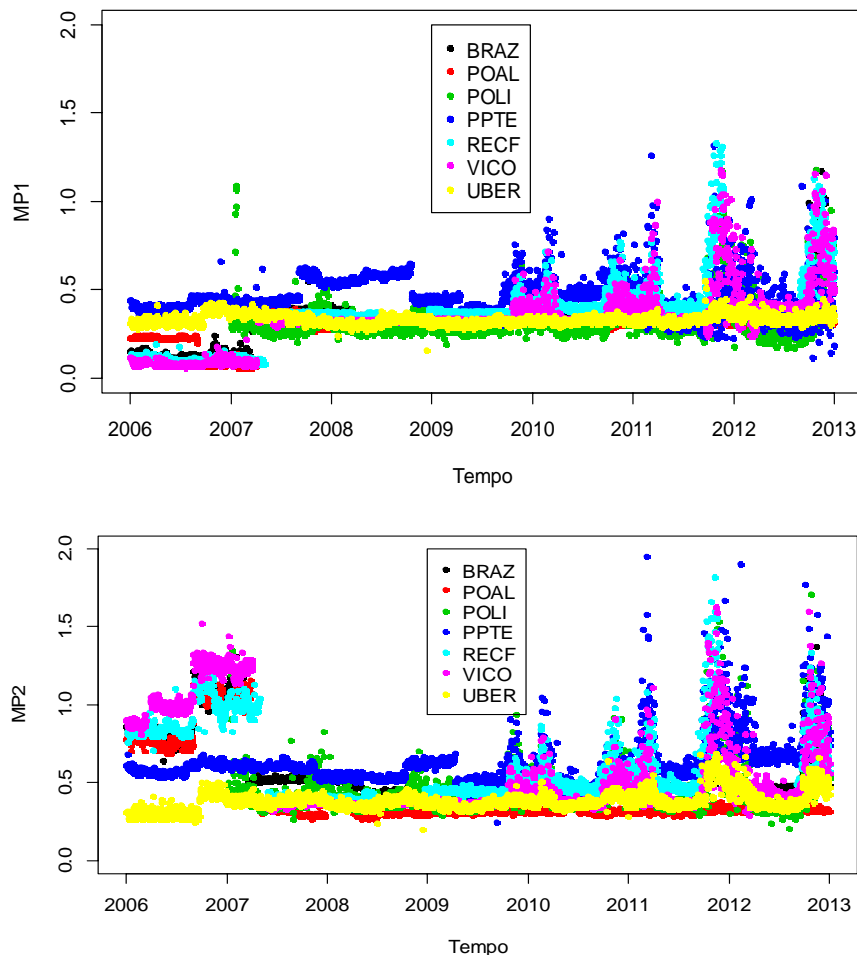 2.0
1.5
1.0
0.5
0.0
MP1
BRAZ
POAL
POLI
PPTE
RECF
VICO
UBER
2006 2007 2008 2009 2010 2011 2012 2013
Tempo
2.0
1.5
1.0
0.5
0.0
MP2
BRAZ
POAL
POLI
PPTE
RECF
VICO
UBER
2006 2007 2008 2009 2010 2011 2012 2013
Tempo